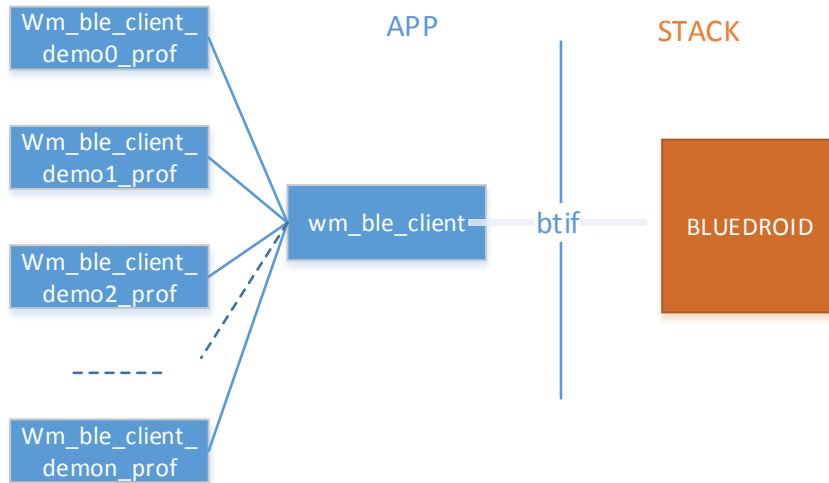 Wm_ble_client_
demo0_prof
APP
STACK
Wm_ble_client_
demo1_prof
wm_ble_client
btif
BLUEDROID
Wm_ble_client_
demo2_prof
Wm_ble_client_
demon_prof